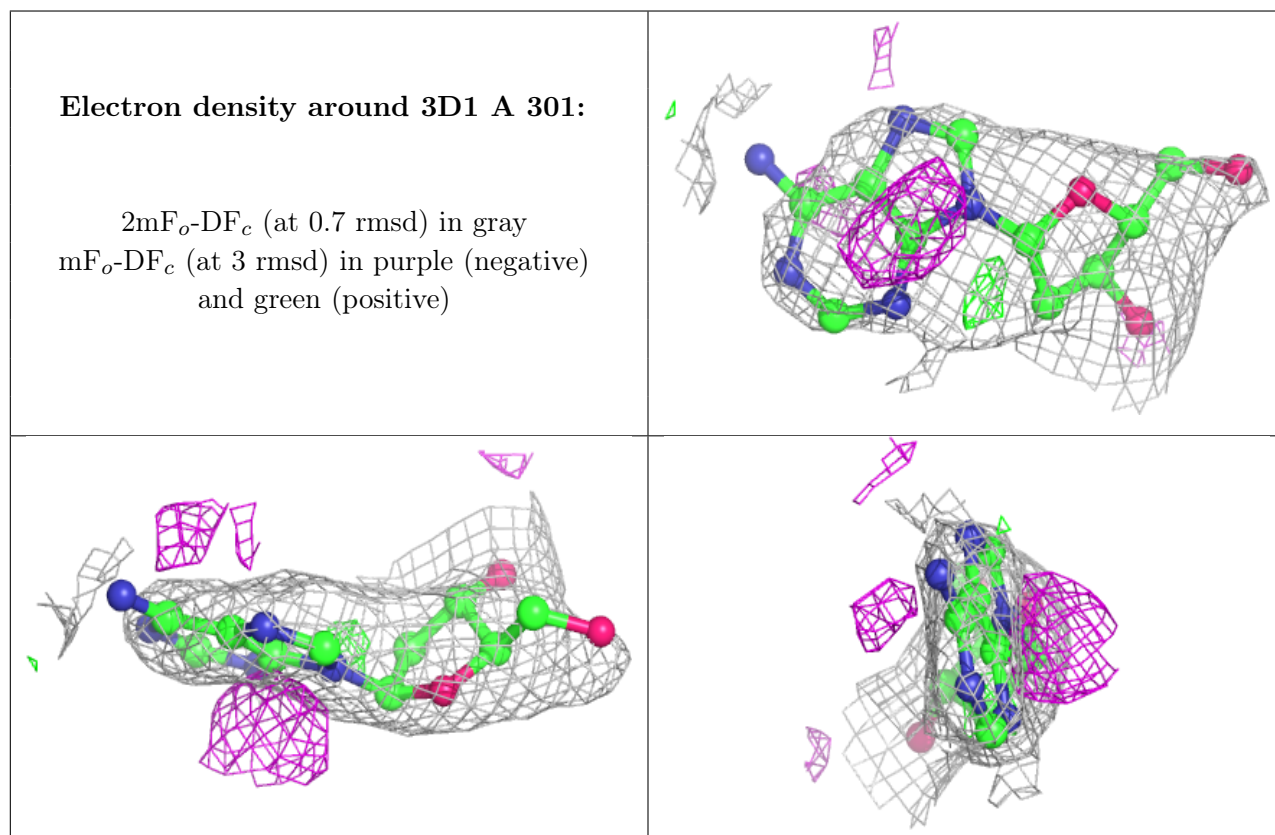 Electron density around 3D1 A 301:
2mFo-DFc (at 0.7 rmsd) in gray
mFo-DFc (at 3 rmsd) in purple (negative)
and green (positive)